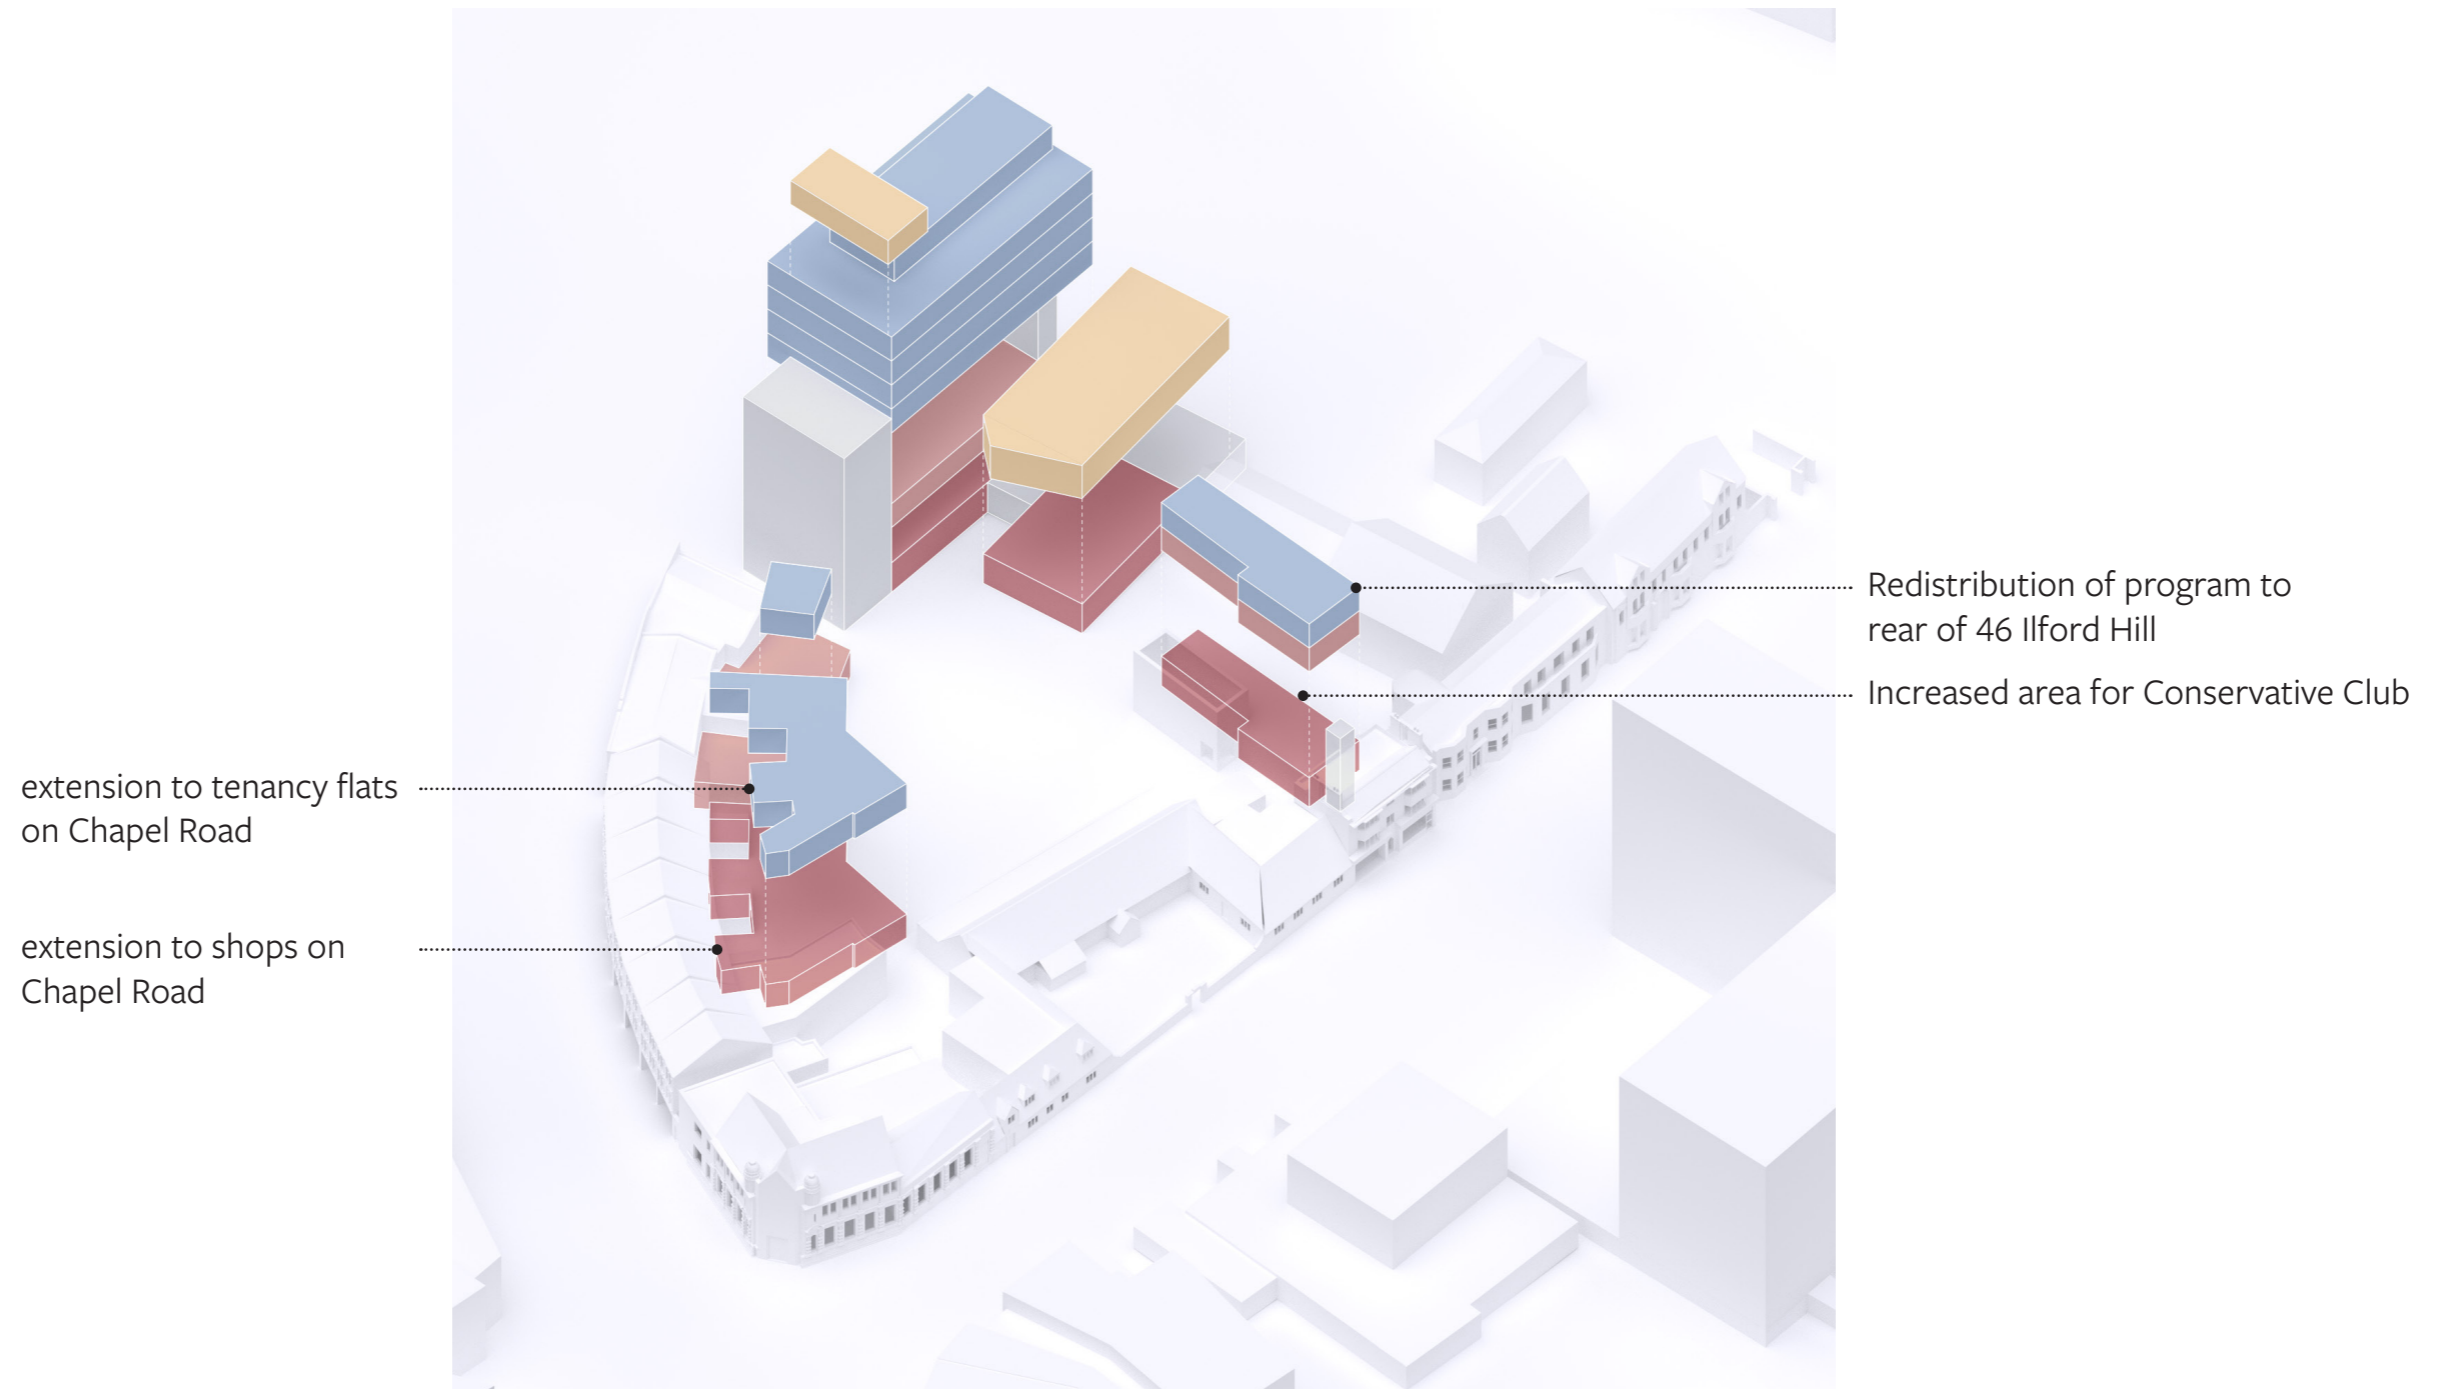 Redistribution of program to
rear of 46 Ilford Hill
Increased area for Conservative Club
extension to tenancy flats
on Chapel Road
extension to shops on
Chapel Road